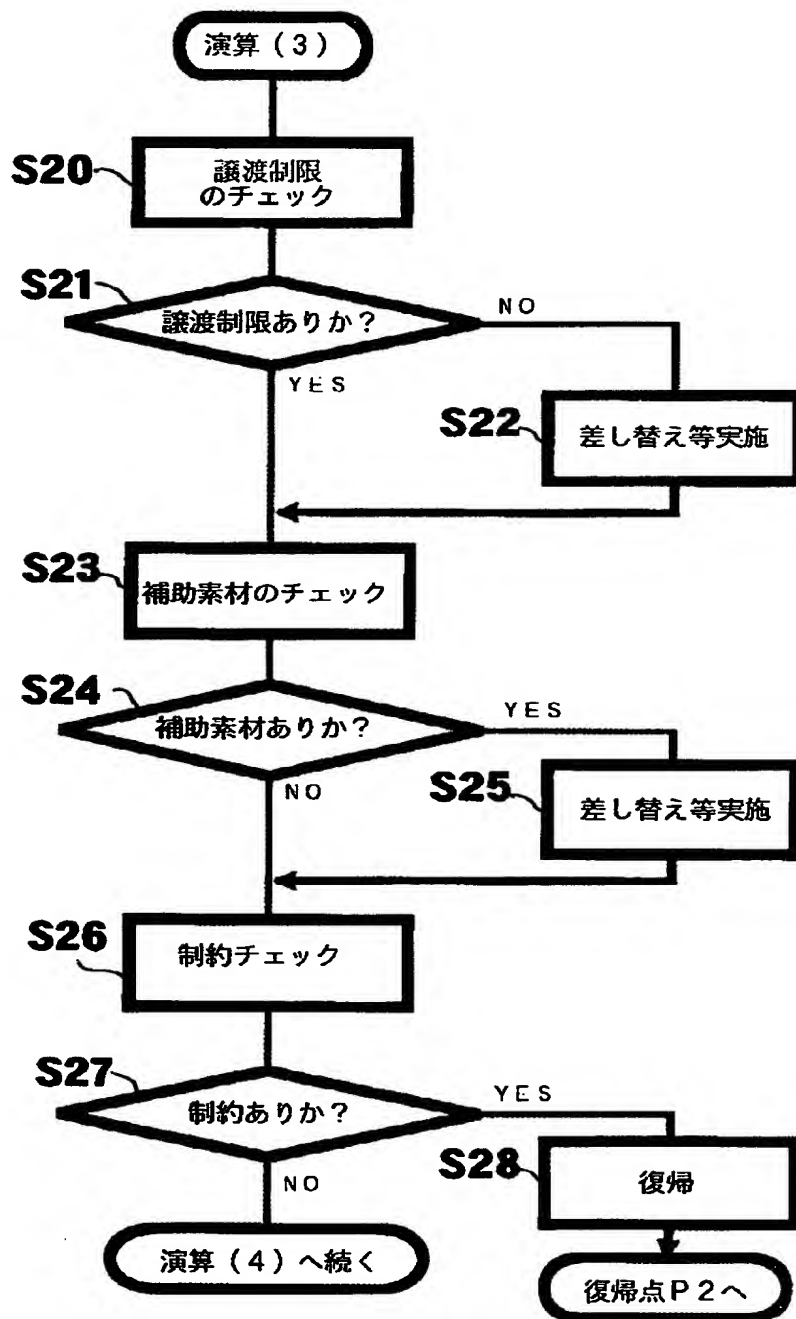 演算（3）
S20
譲渡制限
のチェック
S21
譲渡制限ありか？
NO
YES
S22
差し替え等実施
S23
補助素材のチェック
S24
補助素材ありか？
YES
NO
S25
差し替え等実施
S26
制約チェック
S27
制約ありか？
YES
NO
S28
復帰
演算（4）へ続く
復帰点P2へ